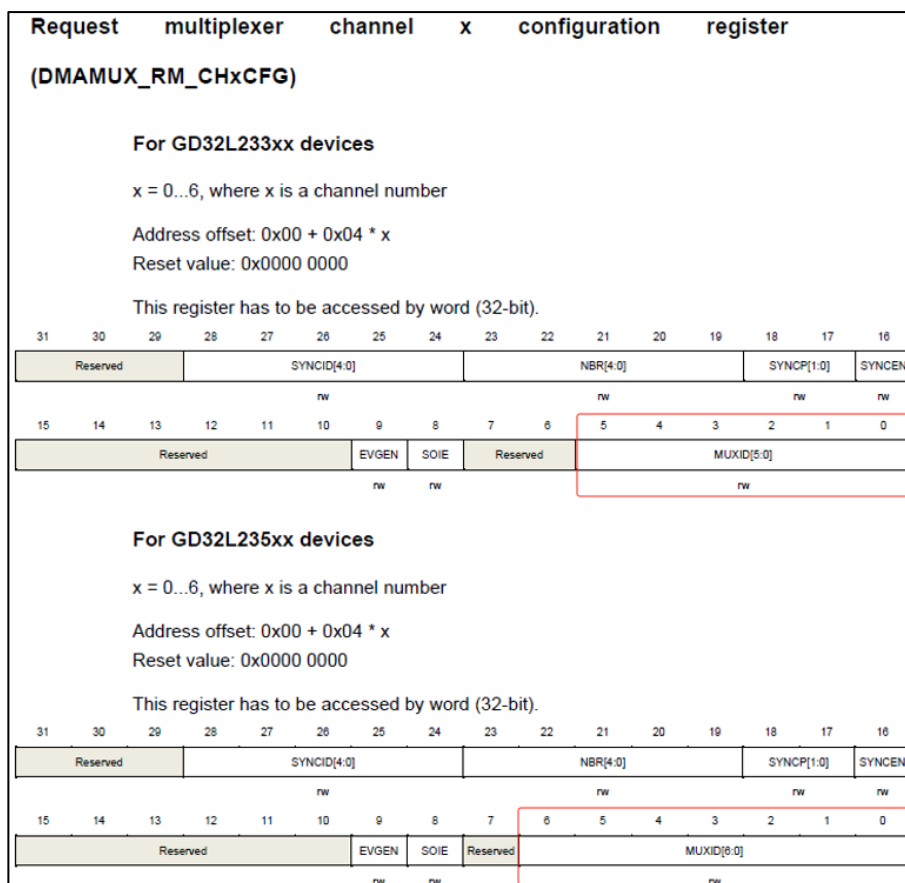 Request multiplexer channel x configuration register
(DMAMUX_RM_CHxCFG)
For GD32L233xx devices
x = 0...6, where x is a channel number
Address offset: 0x00 + 0x04 * x
Reset value: 0x0000 0000
This register has to be accessed by word (32-bit).
31 30 29 28 27 26 25 24 23 22 21 20 19 18 17 16
Reserved SYNCID[4:0] NBR[4:0] SYNCP[1:0] SYNCEN
rw rw rw rw
15 14 13 12 11 10 9 8 7 6 5 4 3 2 1 0
Reserved EVGEN SOIE Reserved MUXID[5:0]
rw rw rw
For GD32L235xx devices
x = 0...6, where x is a channel number
Address offset: 0x00 + 0x04 * x
Reset value: 0x0000 0000
This register has to be accessed by word (32-bit).
31 30 29 28 27 26 25 24 23 22 21 20 19 18 17 16
Reserved SYNCID[4:0] NBR[4:0] SYNCP[1:0] SYNCEN
rw rw rw rw
15 14 13 12 11 10 9 8 7 6 5 4 3 2 1 0
Reserved EVGEN SOIE Reserved MUXID[6:0]
rw rw rw